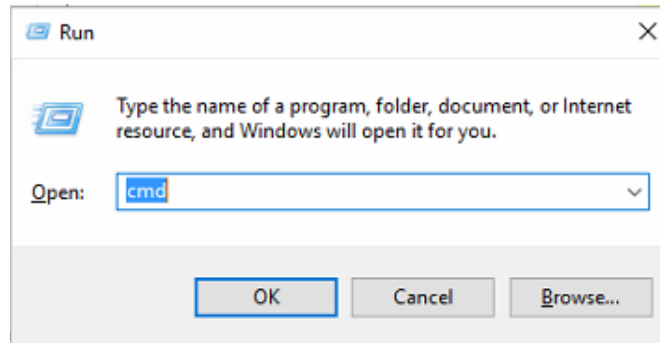 Run
Type the name of a program, folder, document, or Internet
resource, and Windows will open it for you.
Open: cmd
OK Cancel Browse...